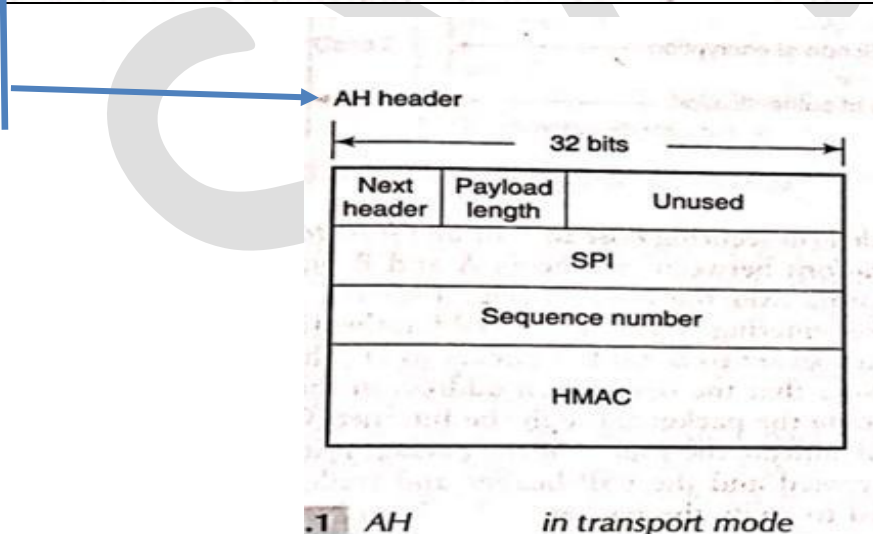 AH header
32 bits
Next header
Payload length
Unused
SPI
Sequence number
HMAC
.1 AH in transport mode